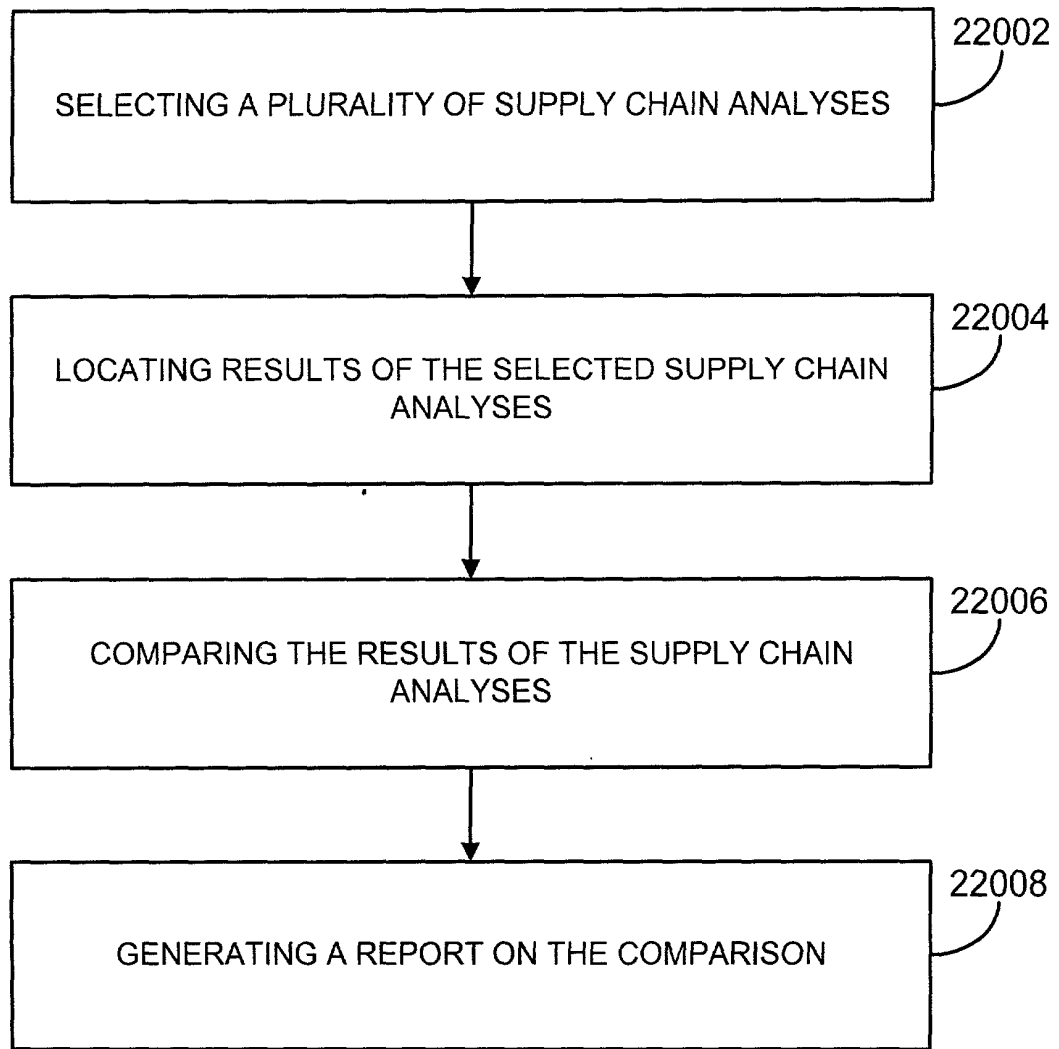 22002
SELECTING A PLURALITY OF SUPPLY CHAIN ANALYSES
22004
LOCATING RESULTS OF THE SELECTED SUPPLY CHAIN
ANALYSES
22006
COMPARING THE RESULTS OF THE SUPPLY CHAIN
ANALYSES
22008
GENERATING A REPORT ON THE COMPARISON